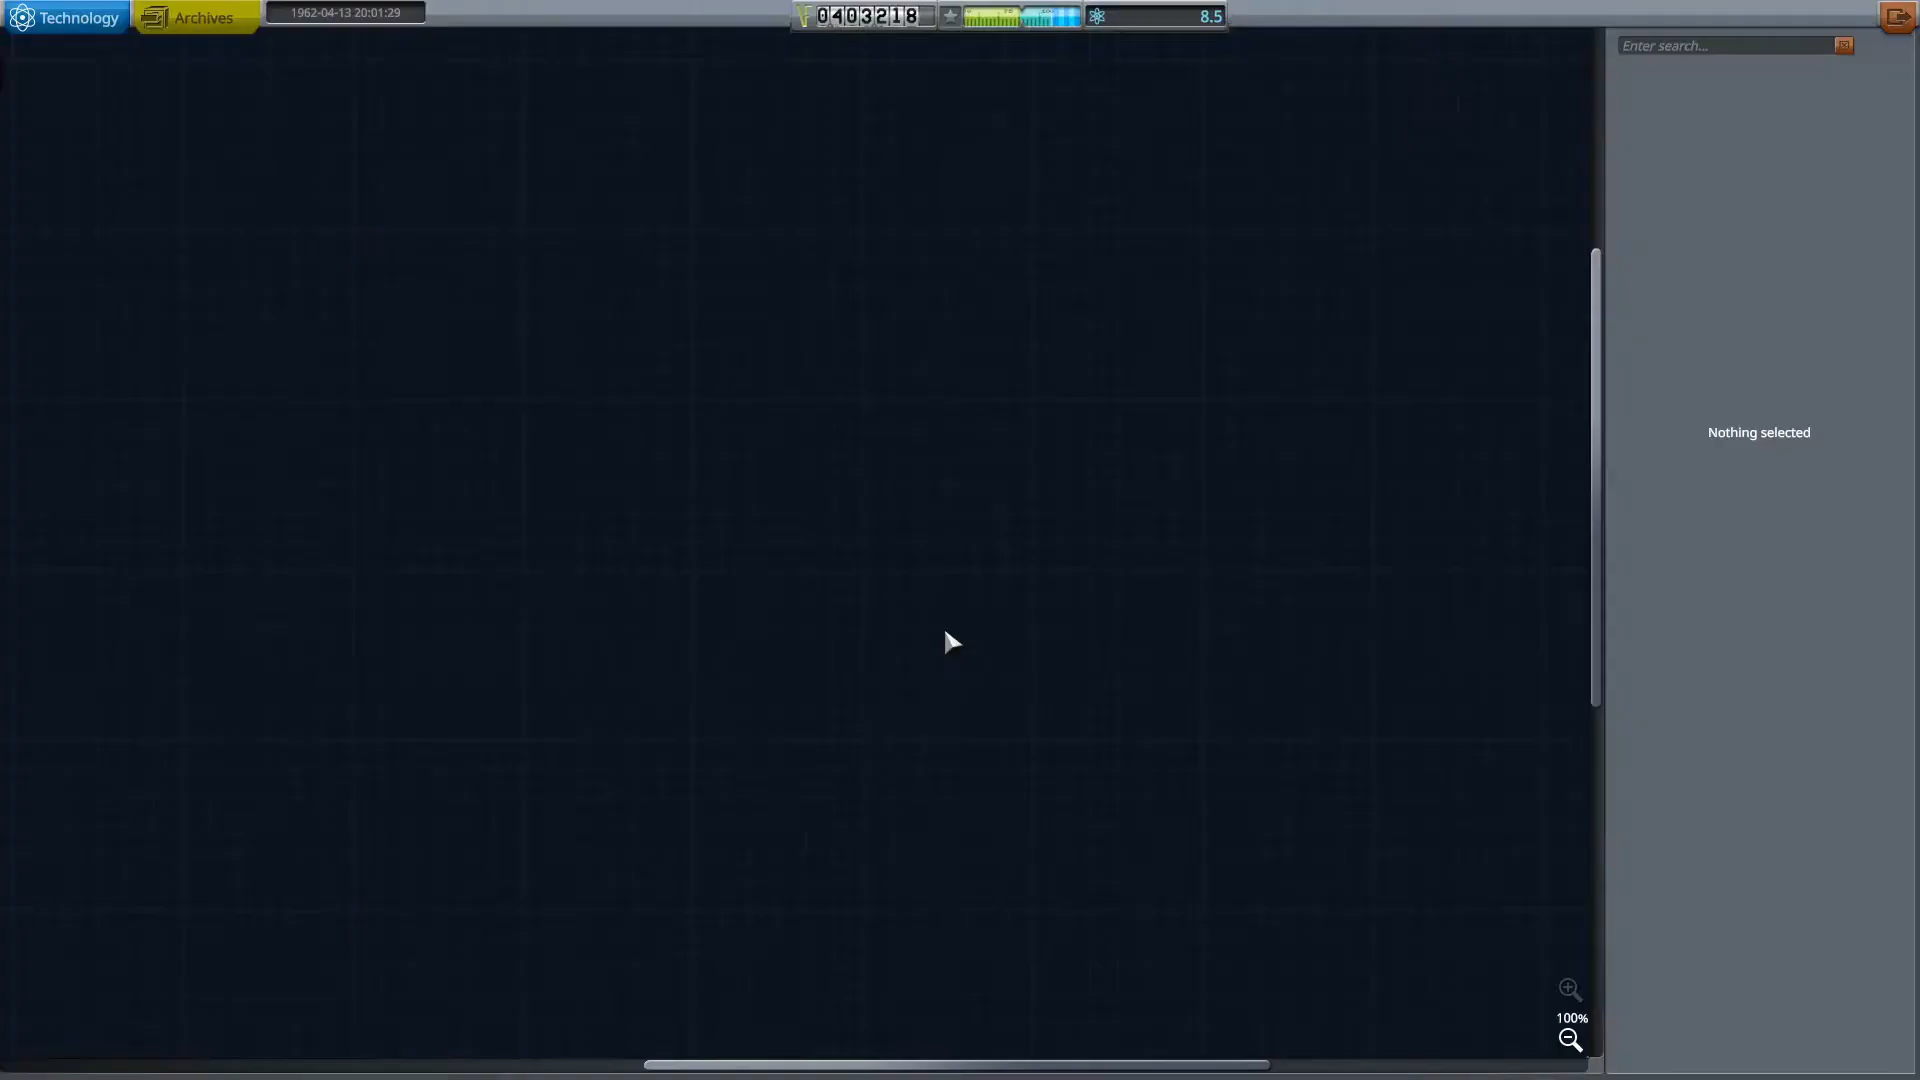 Technology
Archives
1962-04-13 20:01:29
0403218
8.5
Enter search...
Nothing selected
100%